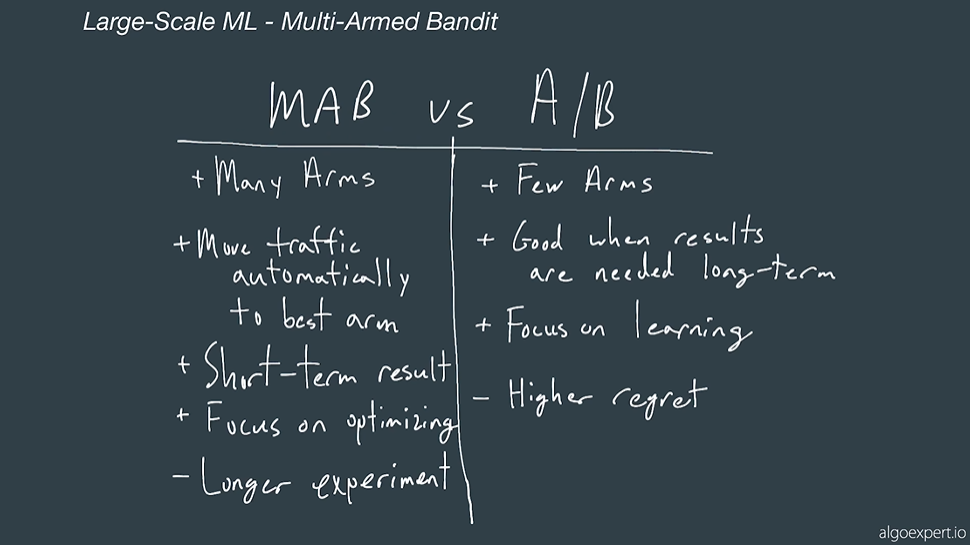 Large-Scale ML - Multi-Armed Bandit
MAB vs A/B
+ Many Arms
+ Move traffic
automatically
to best arm
+ Short-term result
+ Focus on optimizing
- Longer experiment
+ Few Arms
+ Good when results
are needed long-term
+ Focus on learning
- Higher regret
algoexpert.io